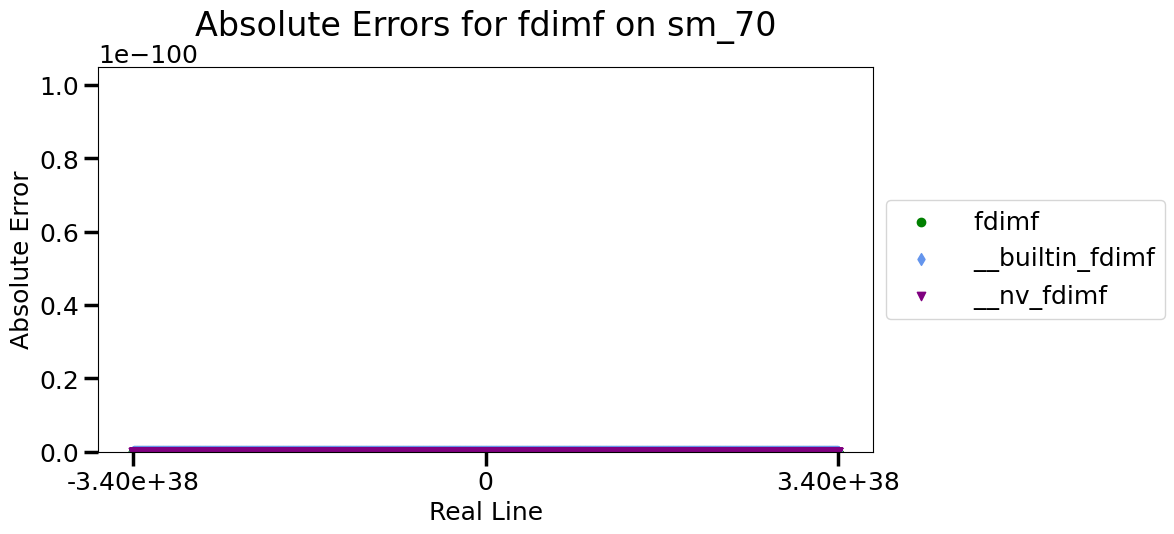 Absolute Errors for fdimf on sm_70
1e−100
1.0
0.8
0.6
0.4
0.2
0.0
Absolute Error
-3.40e+38
0
3.40e+38
Real Line
fdimf
__builtin_fdimf
__nv_fdimf